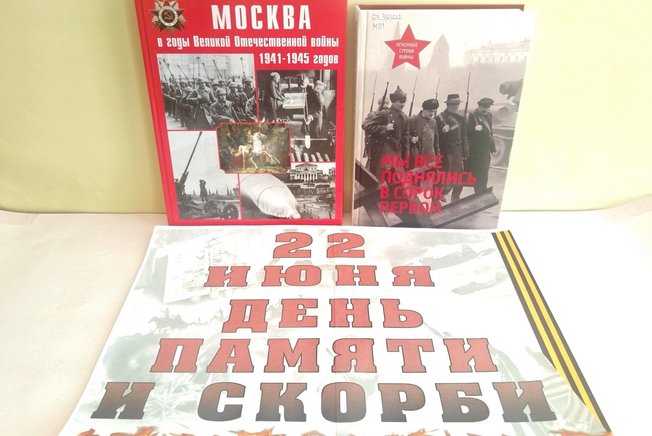 МОСКВА
в годы Великой Отечественной войны
1941-1945 годов
ОГНЕННЫЕ
СТРОКИ
ВОЙНЫ
МЫ ВСЕ
ПОДНЯЛИСЬ
В СОРОК
ПЕРВОМ
22
ИЮНЯ
ДЕНЬ
ПАМЯТИ
И СКОРБИ